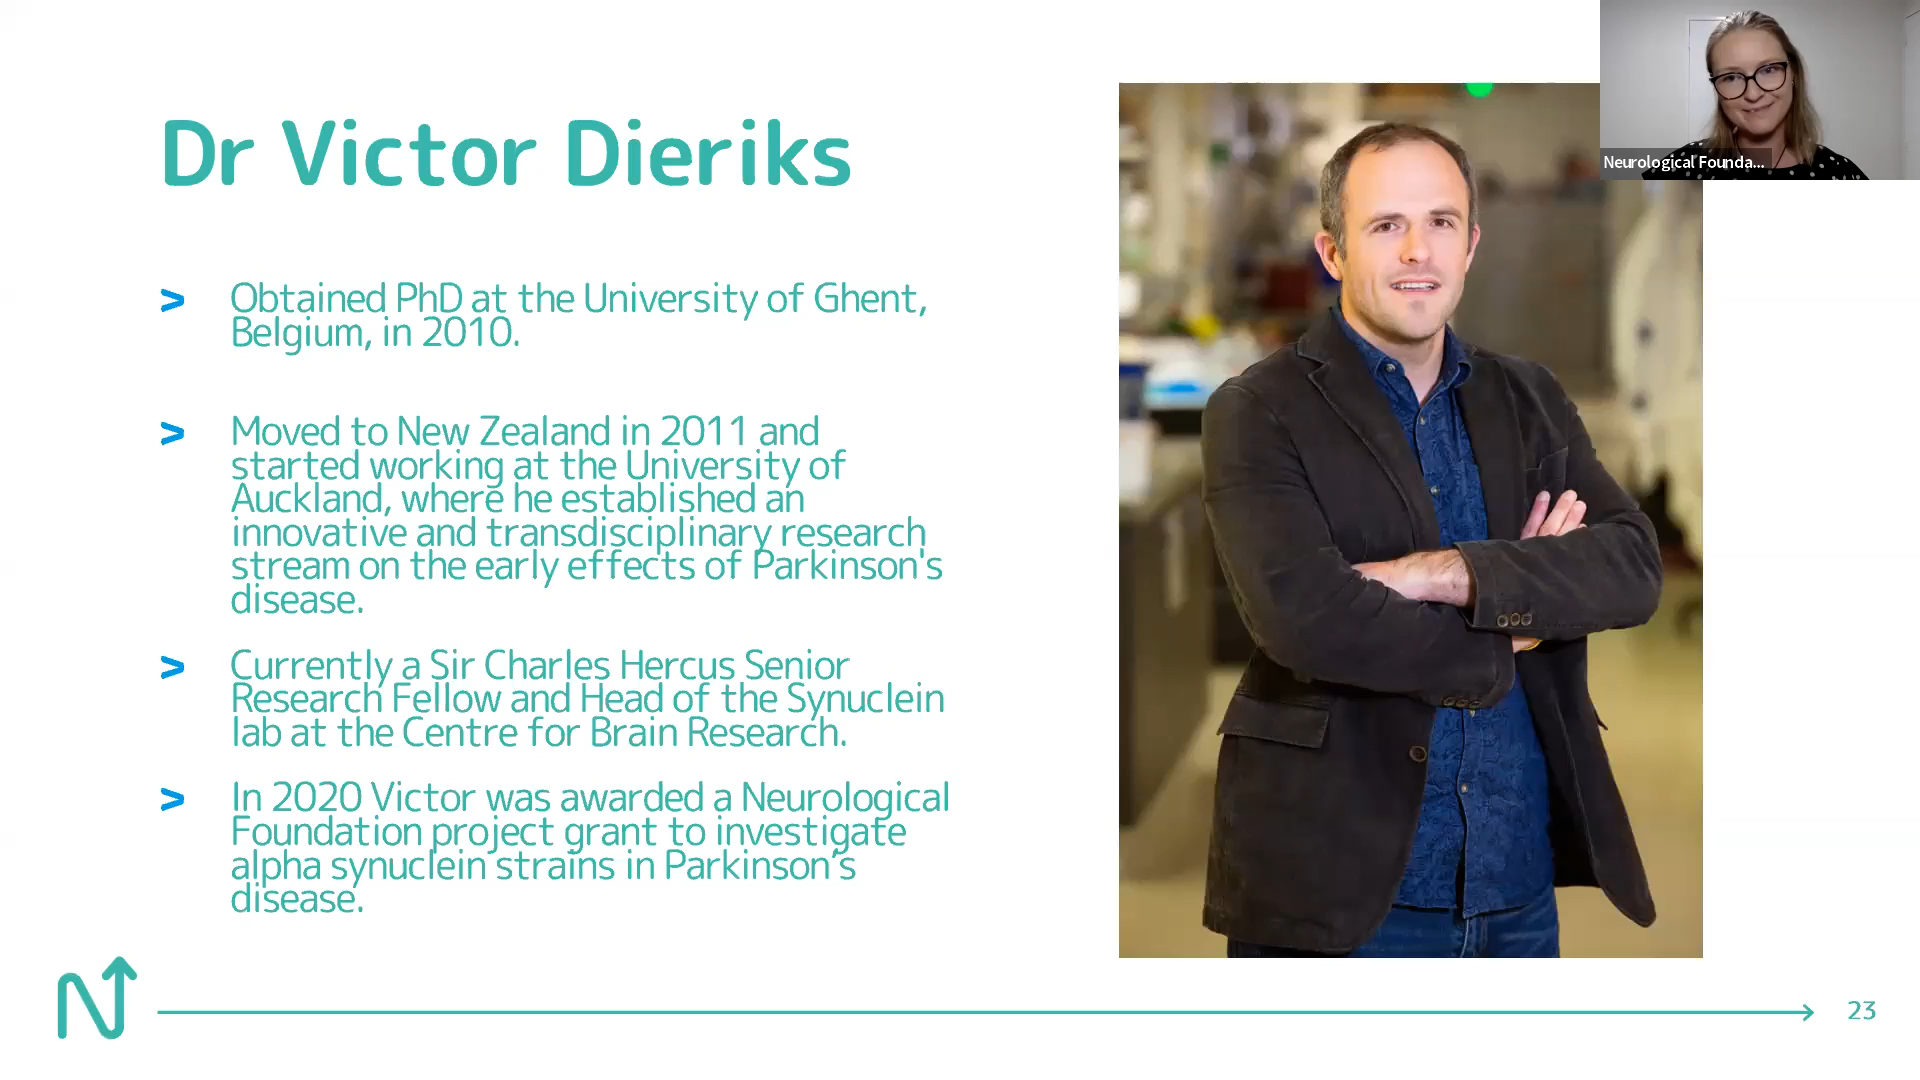 Dr Victor Dieriks
Neurological Founda...
> Obtained PhD at the University of Ghent,
Belgium, in 2010.
> Moved to New Zealand in 2011 and
started working at the University of
Auckland, where he established an
innovative and transdisciplinary research
stream on the early effects of Parkinson's
disease.
> Currently a Sir Charles Hercus Senior
Research Fellow and Head of the Synuclein
lab at the Centre for Brain Research.
> In 2020 Victor was awarded a Neurological
Foundation project grant to investigate
alpha synuclein strains in Parkinson’s
disease.
23